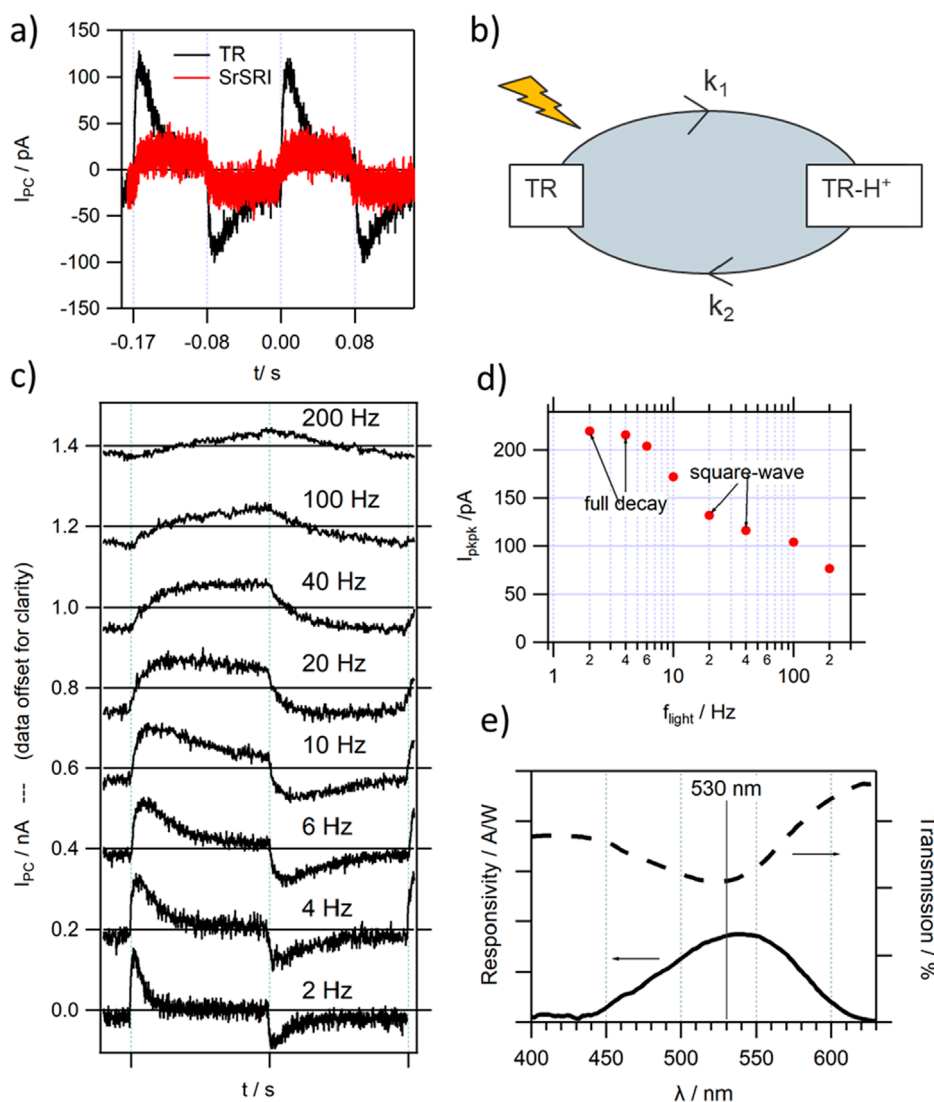 a)
I_PC / pA
150
100
50
0
-50
-100
-150
TR
SrSRI
-0.17
-0.08
0.00
0.08
t/ s
b)
k₁
TR
TR-H⁺
k₂
c)
I_PC / nA --- (data offset for clarity)
1.4
1.2
1.0
0.8
0.6
0.4
0.2
0.0
200 Hz
100 Hz
40 Hz
20 Hz
10 Hz
6 Hz
4 Hz
2 Hz
t / s
d)
I_pkpk /pA
200
150
100
50
0
full decay
square-wave
1
2
4
6
10
2
4
6
100
2
f_light / Hz
e)
530 nm
Responsivity / A/W
Transmission / %
400
450
500
550
600
λ / nm